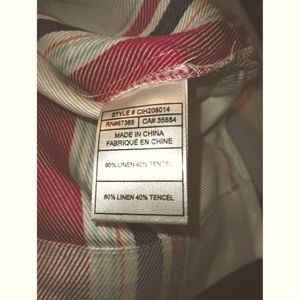 STYLE # CIH208014
RN#67365 CA# 35884
MADE IN CHINA
FABRIQUÉ EN CHINE
60% LINEN 40% TENCEL
60% LINEN 40% TENCEL